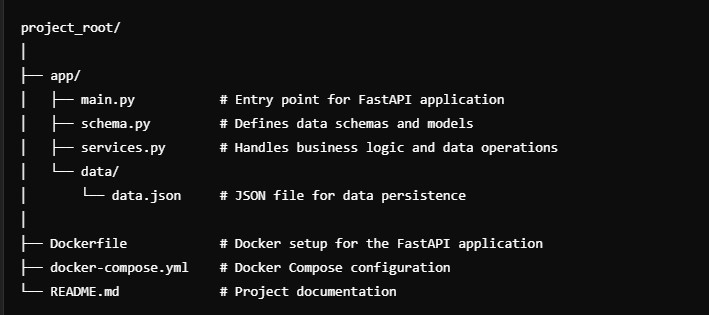 project_root/
│
├── app/
│   ├── main.py           # Entry point for FastAPI application
│   ├── schema.py         # Defines data schemas and models
│   ├── services.py       # Handles business logic and data operations
│   └── data/
│       └── data.json     # JSON file for data persistence
│
├── Dockerfile            # Docker setup for the FastAPI application
├── docker-compose.yml    # Docker Compose configuration
└── README.md             # Project documentation